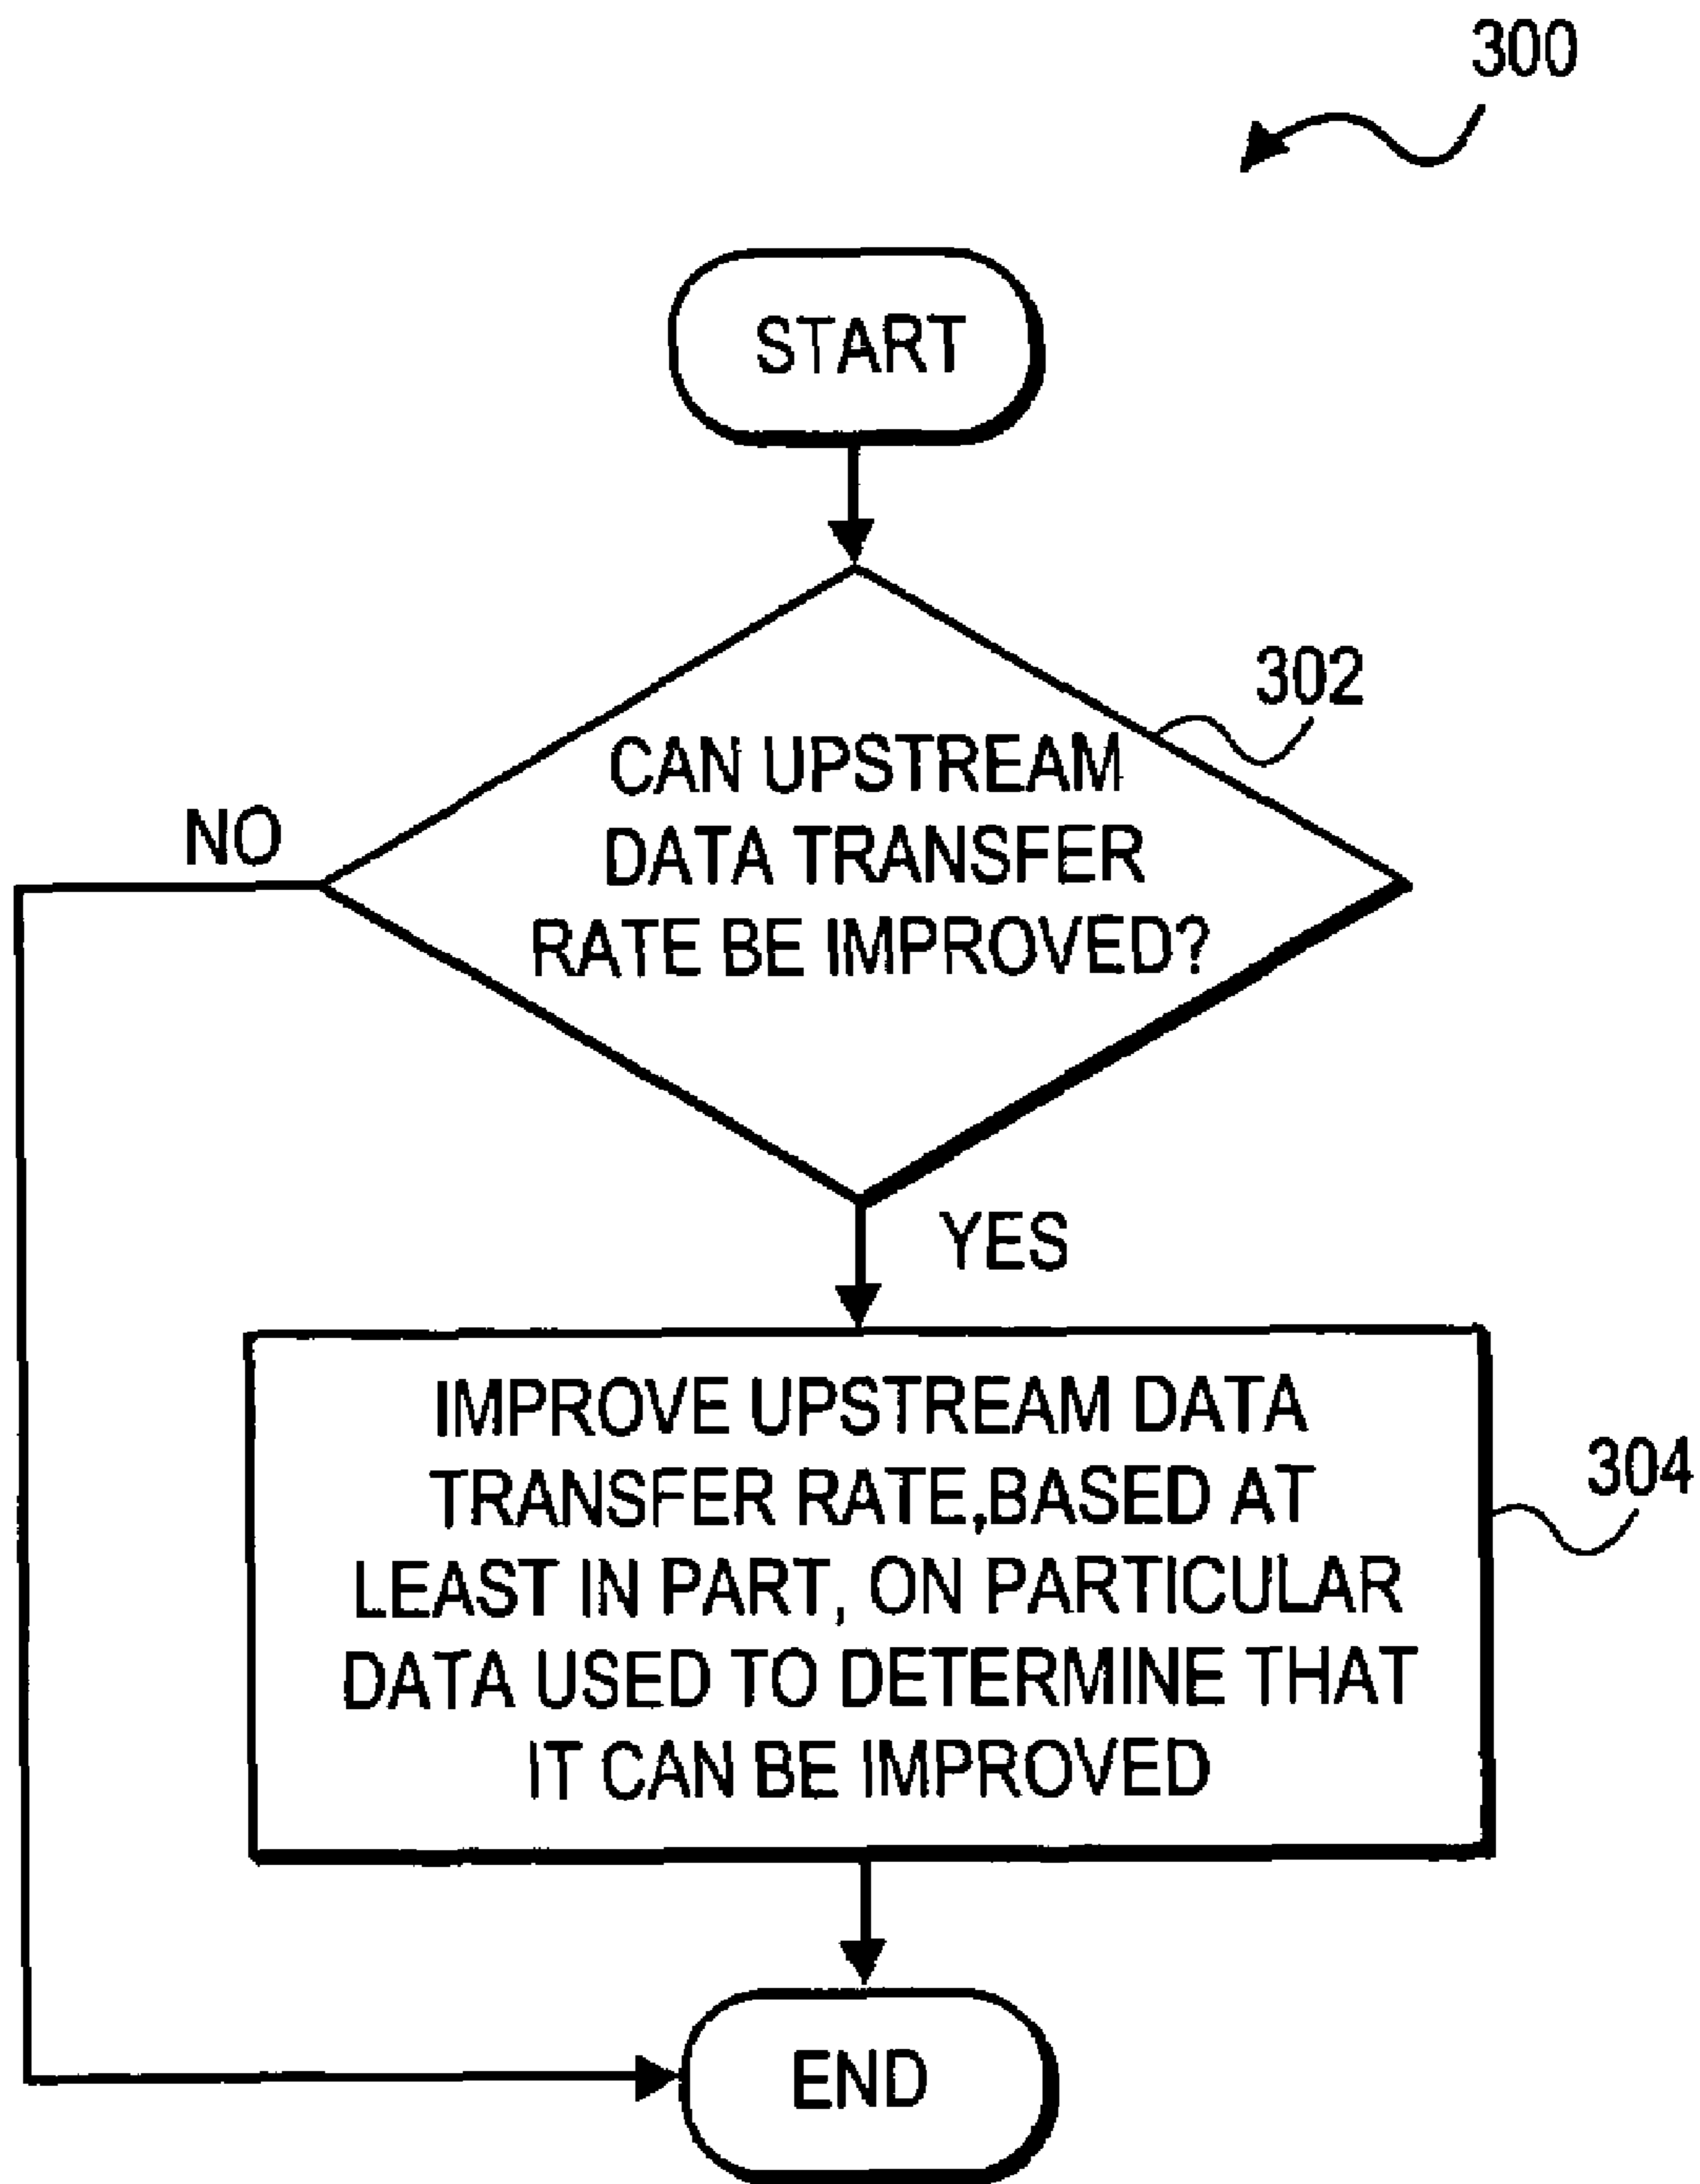 300
START
302
CAN UPSTREAM
DATA TRANSFER
RATE BE IMPROVED?
NO
YES
IMPROVE UPSTREAM DATA
TRANSFER RATE,BASED AT
LEAST IN PART, ON PARTICULAR
DATA USED TO DETERMINE THAT
IT CAN BE IMPROVED
304
END